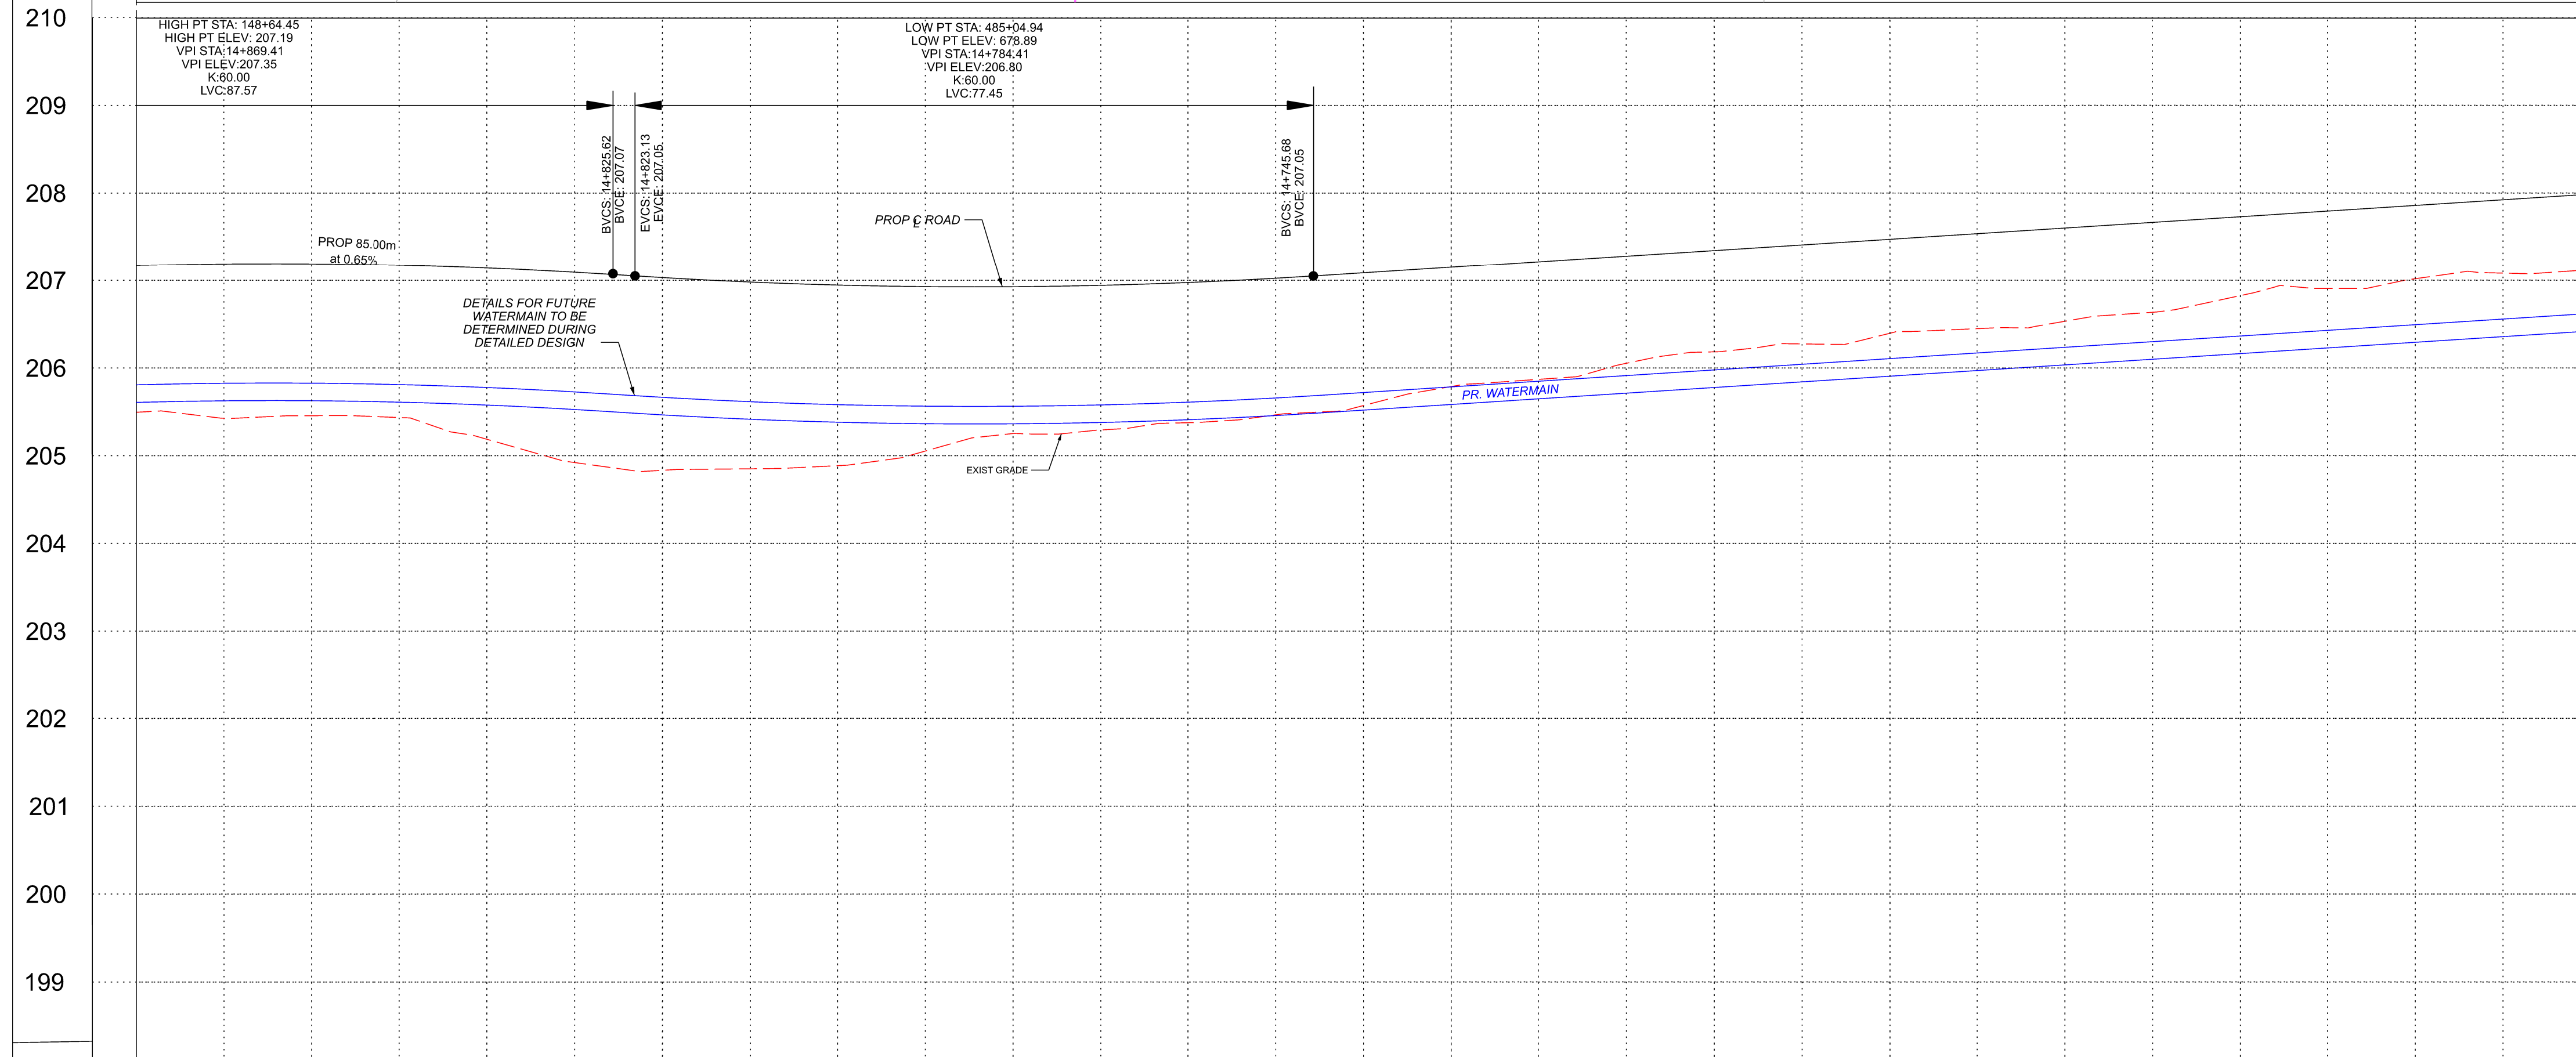 210
209
208
207
206
205
204
203
202
201
200
199
HIGH PT STA: 148+64.45
HIGH PT ELEV: 207.19
VPI STA:14+869.41
VPI ELEV:207.35
K:60.00
LVC:87.57
LOW PT STA: 485+04.94
LOW PT ELEV: 678.89
VPI STA:14+784.41
VPI ELEV:206.80
K:60.00
LVC:77.45
BVCS: 14+825.62
BVCE: 207.07
EVCS: 14+823.13
EVCE: 207.05
BVCS: 14+745.68
BVCE: 207.05
PROP 85.00m
at 0.65%
PROP ℄ ROAD
DETAILS FOR FUTURE
WATERMAIN TO BE
DETERMINED DURING
DETAILED DESIGN
PR. WATERMAIN
EXIST GRADE